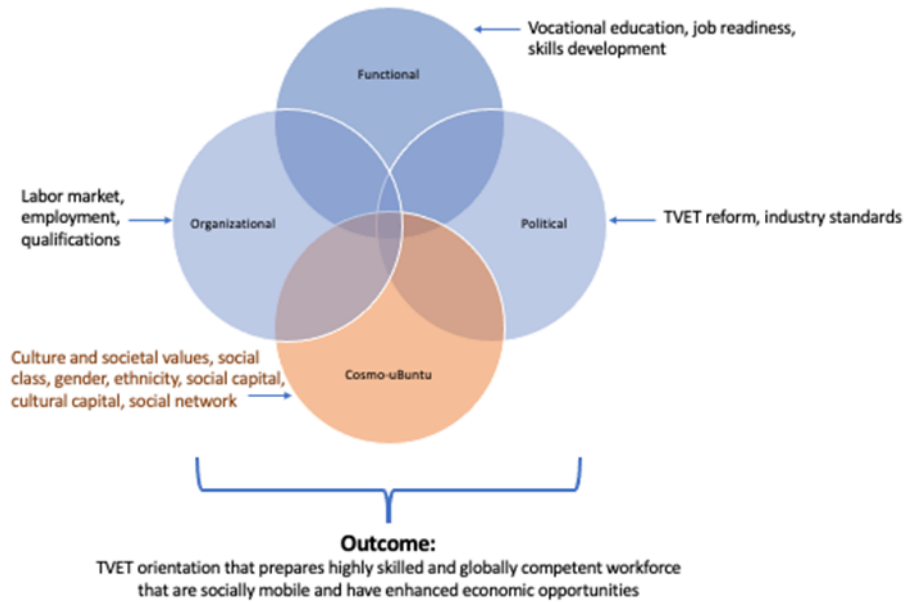 Vocational education, job readiness,
skills development
Functional
Labor market,
employment,
qualifications
Organizational
Political
TVET reform, industry standards
Culture and societal values, social
class, gender, ethnicity, social capital,
cultural capital, social network
Cosmo-uBuntu
Outcome:
TVET orientation that prepares highly skilled and globally competent workforce
that are socially mobile and have enhanced economic opportunities